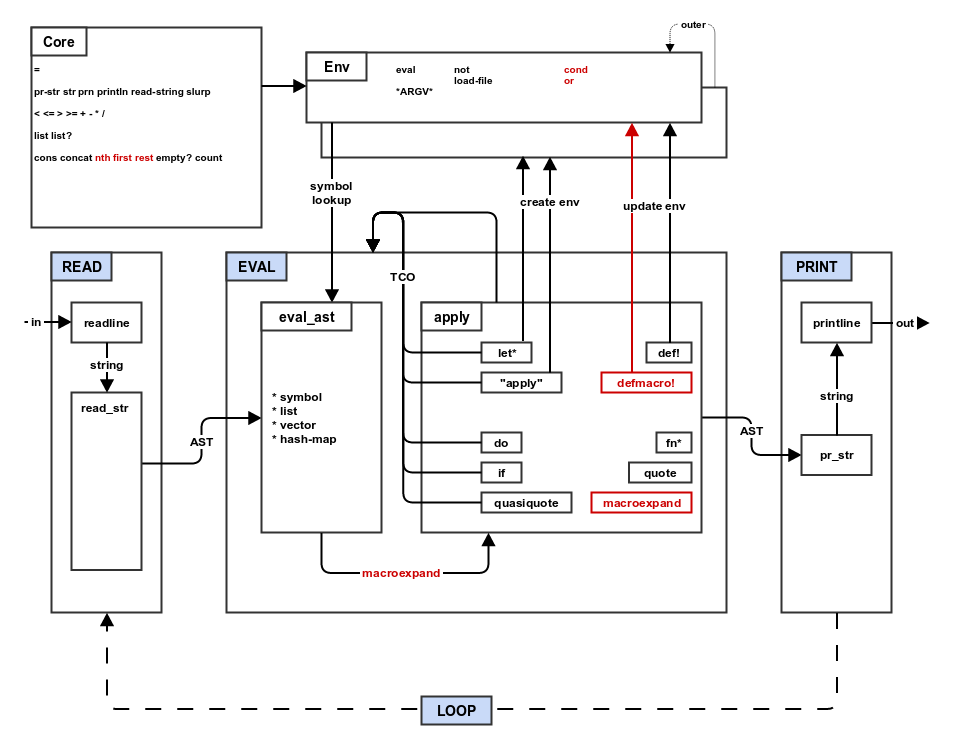 outer
Core
=
pr-str str prn println read-string slurp
< <= > >= + - * /
list list?
cons concat nth first rest empty? count
Env
eval not cond
load-file or
*ARGV*
symbol
lookup
create env
update env
READ
EVAL
PRINT
TCO
in
readline
string
read_str
AST
eval_ast
* symbol
* list
* vector
* hash-map
apply
let*
def!
"apply"
defmacro!
do
fn*
if
quote
quasiquote
macroexpand
macroexpand
AST
printline
out
string
pr_str
LOOP